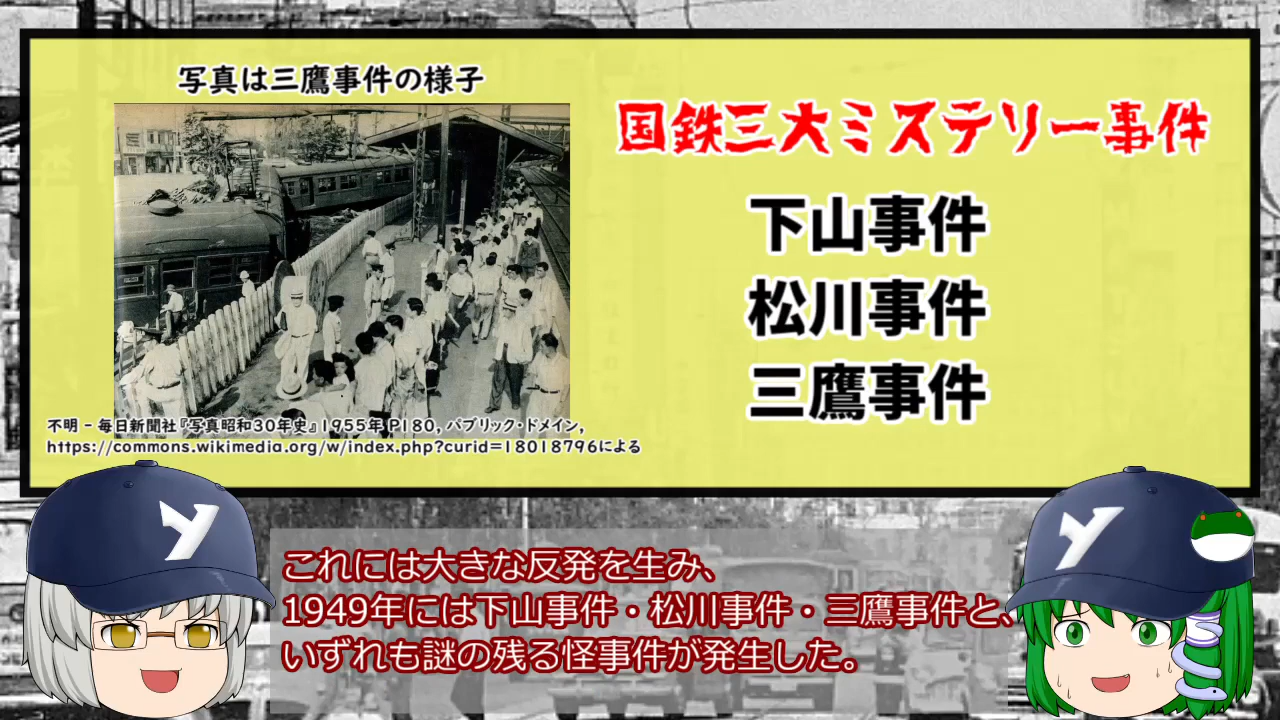 写真は三鷹事件の様子
国鉄三大ミステリー事件
下山事件
松川事件
三鷹事件
不明 - 毎日新聞社『写真昭和30年史』1955年 P180, パブリック・ドメイン,
https://commons.wikimedia.org/w/index.php?curid=18018796による
Y
Y
これには大きな反発を生み、
1949年には下山事件・松川事件・三鷹事件と、
いずれも謎の残る怪事件が発生した。